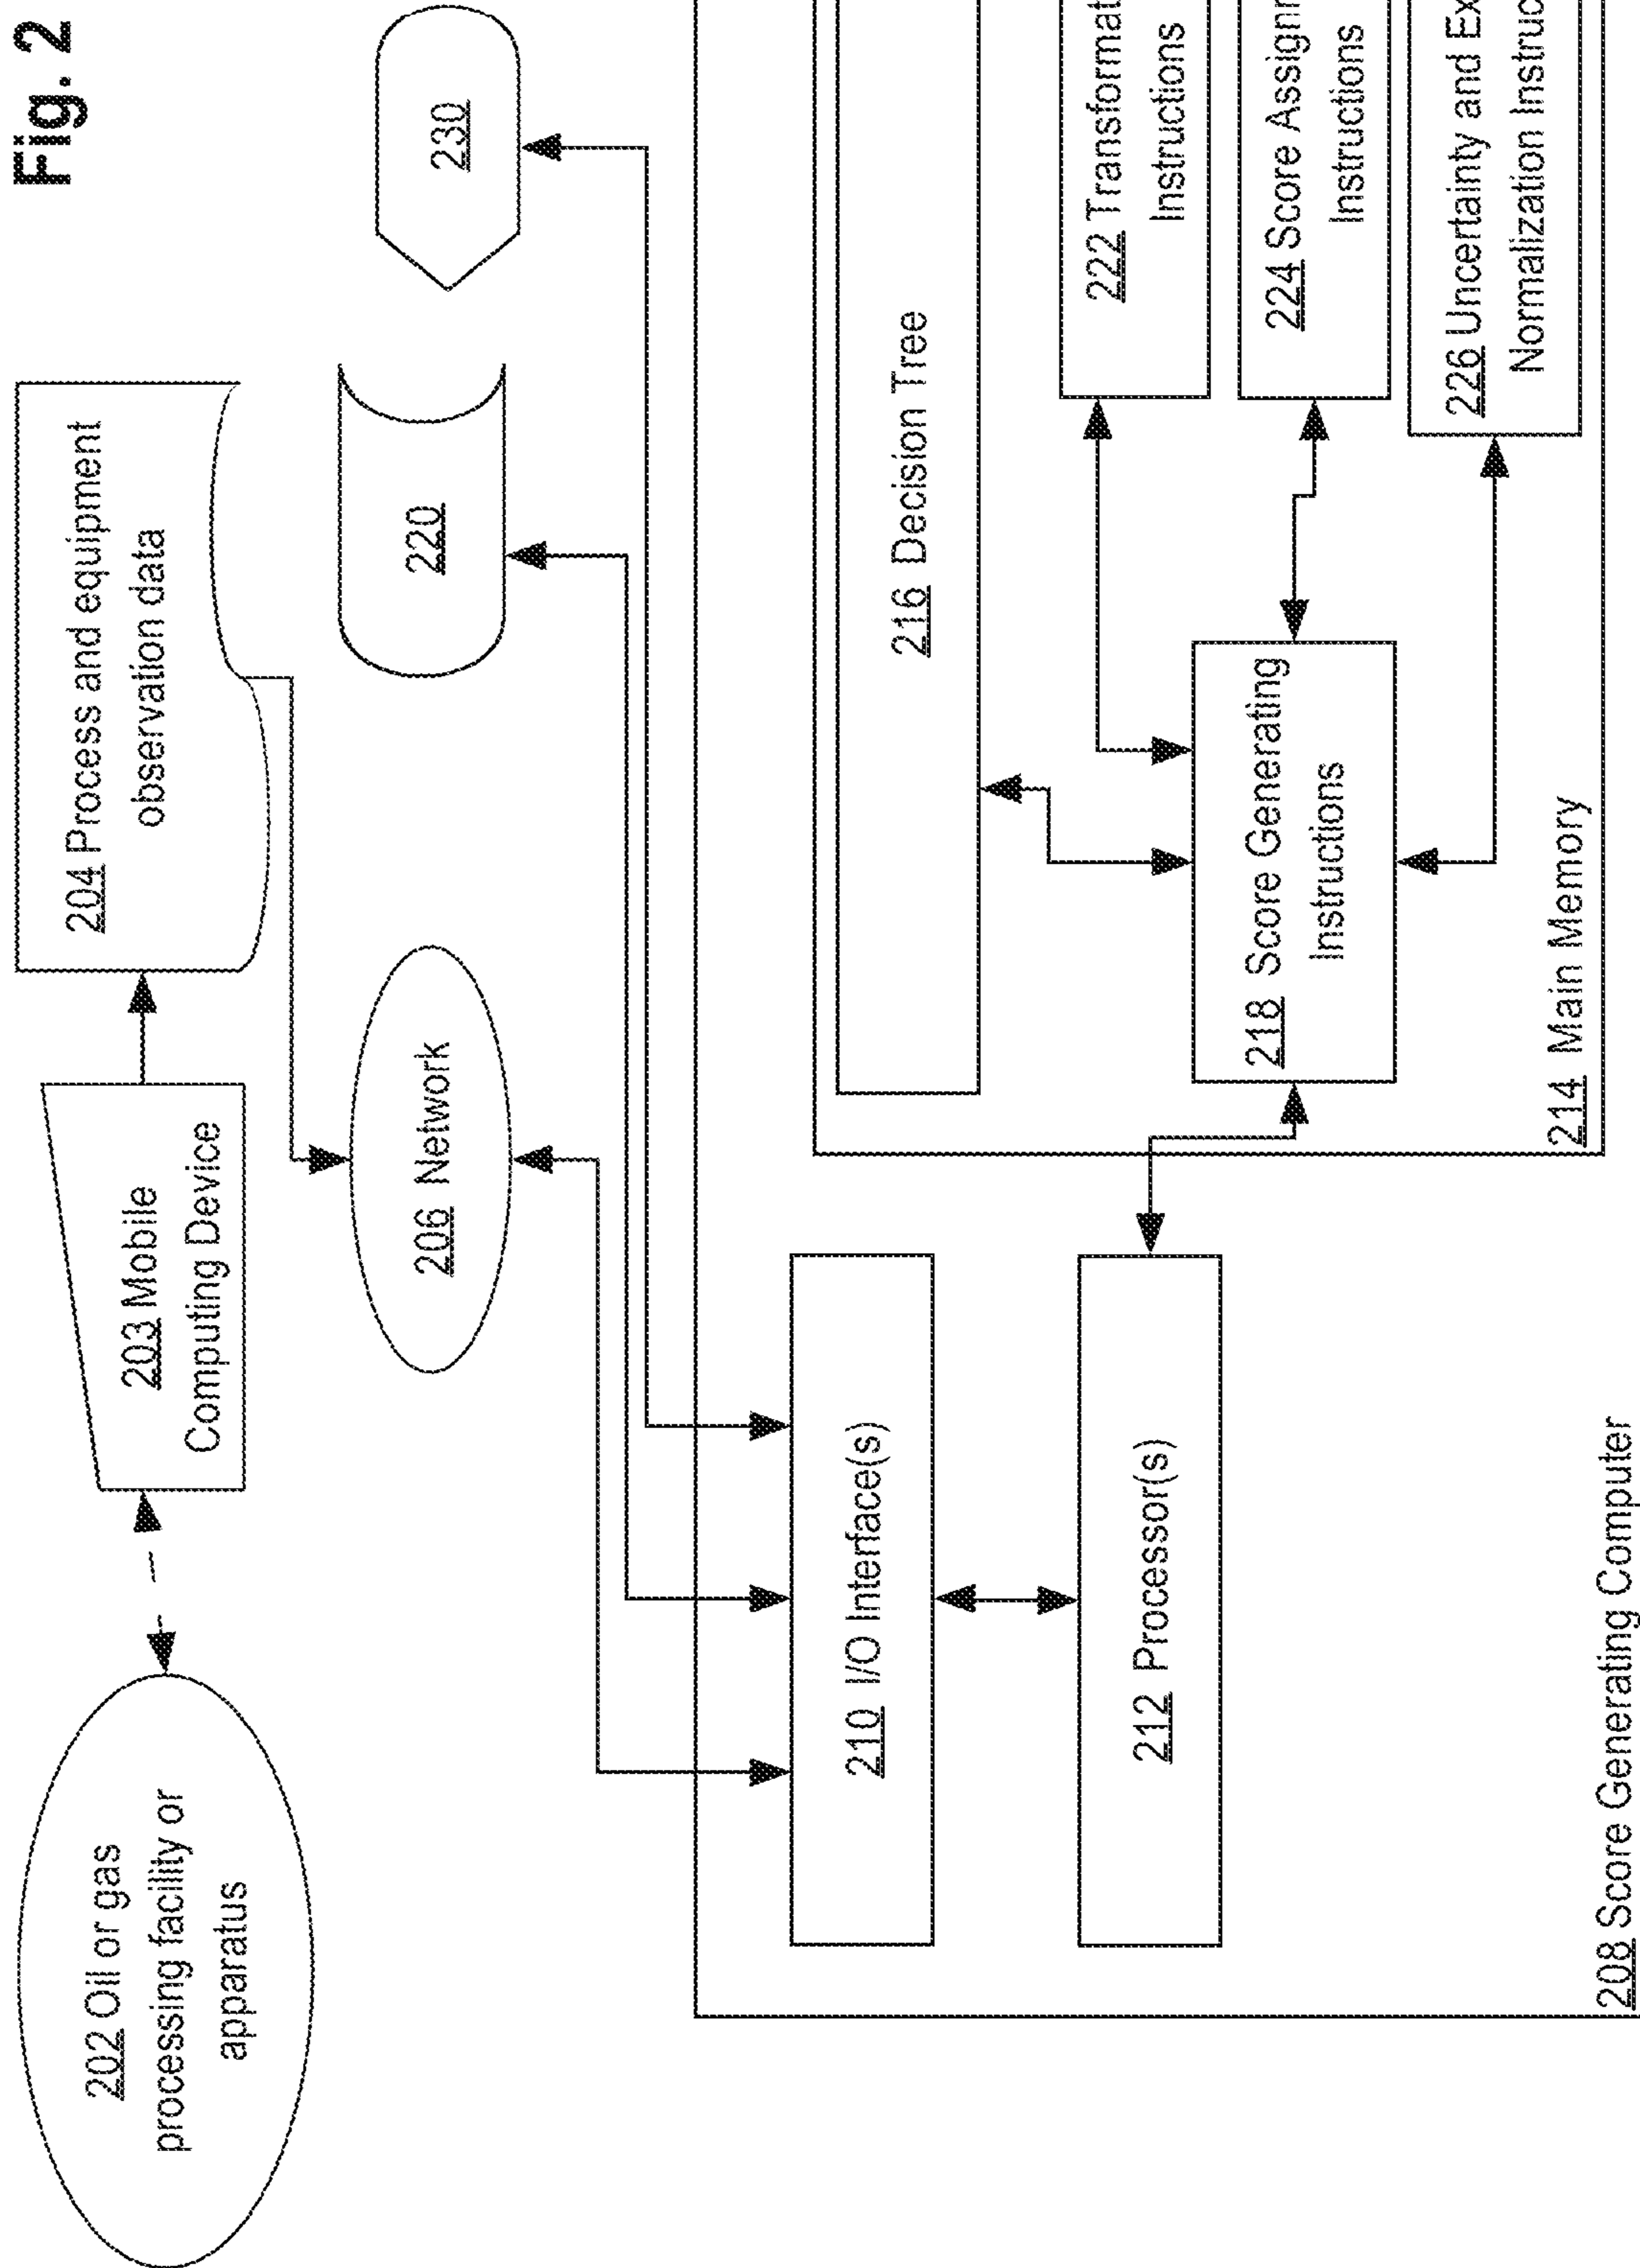 Fig. 2
202 Oil or gas
processing facility or
apparatus
203 Mobile
Computing Device
204 Process and equipment
observation data
206 Network
220
230
210 I/O Interface(s)
212 Processor(s)
216 Decision Tree
218 Score Generating
Instructions
222 Transformat
Instructions
224 Score Assignr
Instructions
226 Uncertainty and Ex
Normalization Instruc
214 Main Memory
208 Score Generating Computer